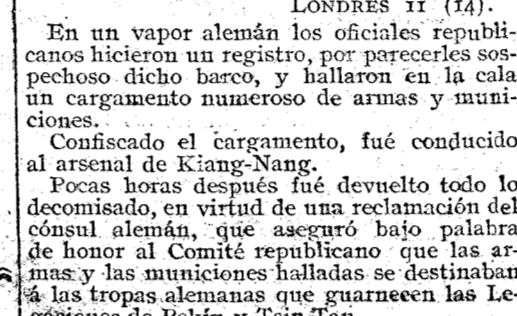 LONDRES 11 (14).
En un vapor alemán los oficiales republi-
canos hicieron un registro, por parecerles sos-
pechoso dicho barco, y hallaron en la cala
un cargamento numeroso de armas y muni-
ciones.
Confiscado el cargamento, fué conducido
al arsenal de Kiang-Nang.
Pocas horas después fué devuelto todo lo
decomisado, en virtud de una reclamación del
cónsul alemán, que aseguró bajo palabra
de honor al Comité republicano que las ar-
mas y las municiones halladas se destinaban
á las tropas alemanas que guarnecen las Le-